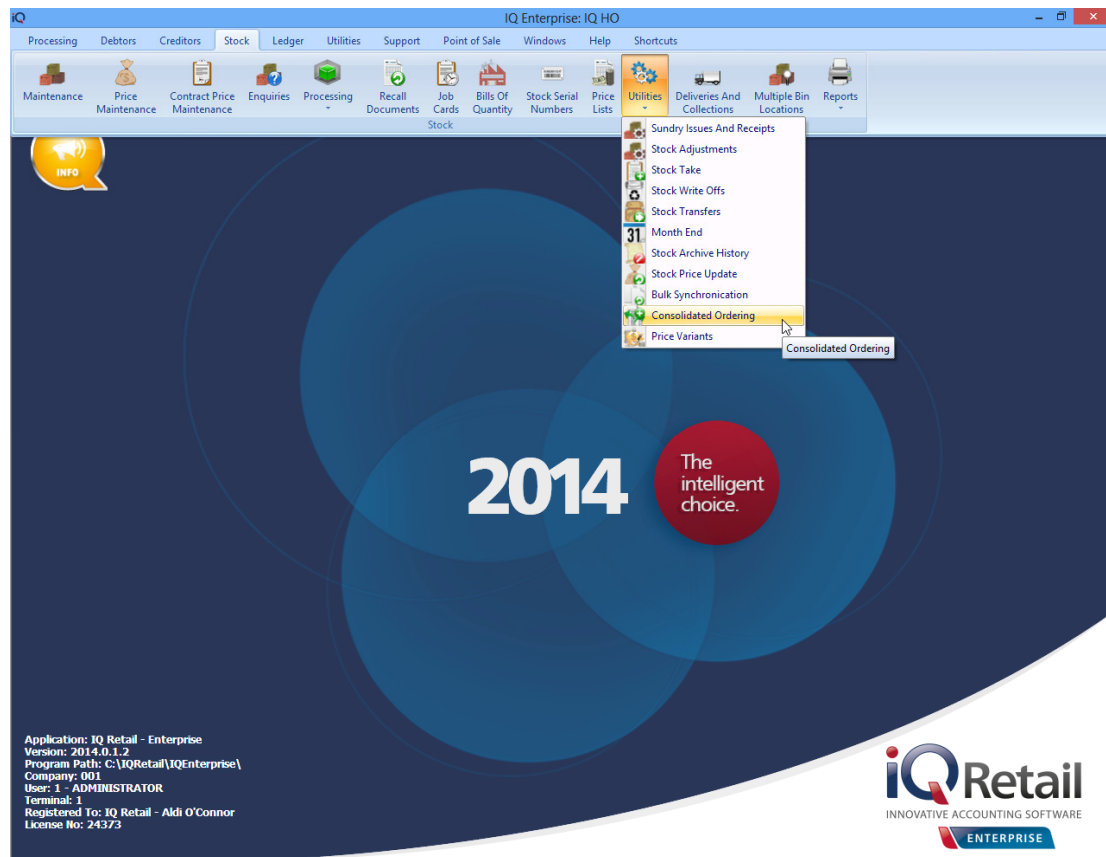 iQ
IQ Enterprise: IQ HO
Processing Debtors Creditors Stock Ledger Utilities Support Point of Sale Windows Help Shortcuts
Maintenance
Price Maintenance
Contract Price Maintenance
Enquiries
Processing
Recall Documents
Job Cards
Bills Of Quantity
Stock Serial Numbers
Price Lists
Utilities
Deliveries And Collections
Multiple Bin Locations
Reports
Stock
INFO
Sundry Issues And Receipts
Stock Adjustments
Stock Take
Stock Write Offs
Stock Transfers
31 Month End
Stock Archive History
Stock Price Update
Bulk Synchronication
Consolidated Ordering
Price Variants
Consolidated Ordering
2014
The
intelligent
choice.
Application: IQ Retail - Enterprise
Version: 2014.0.1.2
Program Path: C:\IQRetail\IQEnterprise\
Company: 001
User: 1 - ADMINISTRATOR
Terminal: 1
Registered To: IQ Retail - Aldi O'Connor
License No: 24373
iQ Retail
INNOVATIVE ACCOUNTING SOFTWARE
ENTERPRISE